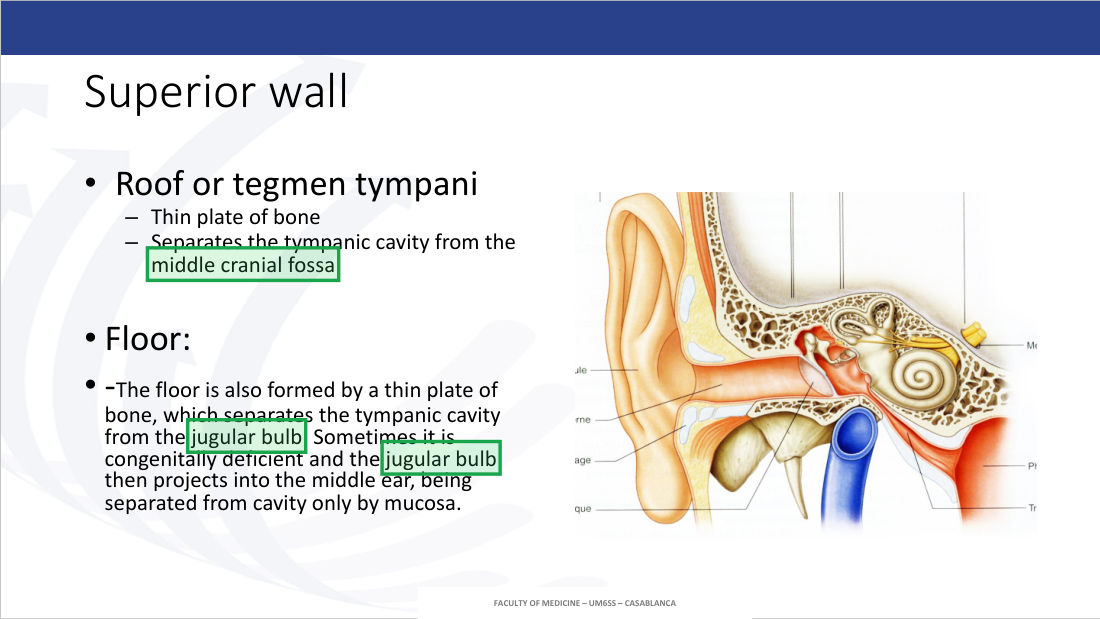 Superior wall
• Roof or tegmen tympani
– Thin plate of bone
– Separates the tympanic cavity from the
middle cranial fossa
• Floor:
• -The floor is also formed by a thin plate of
bone, which separates the tympanic cavity
from the jugular bulb. Sometimes it is
congenitally deficient and the jugular bulb
then projects into the middle ear, being
separated from cavity only by mucosa.
ule
rne
age
que
Me
Ph
Tr
FACULTY OF MEDICINE – UM6SS – CASABLANCA